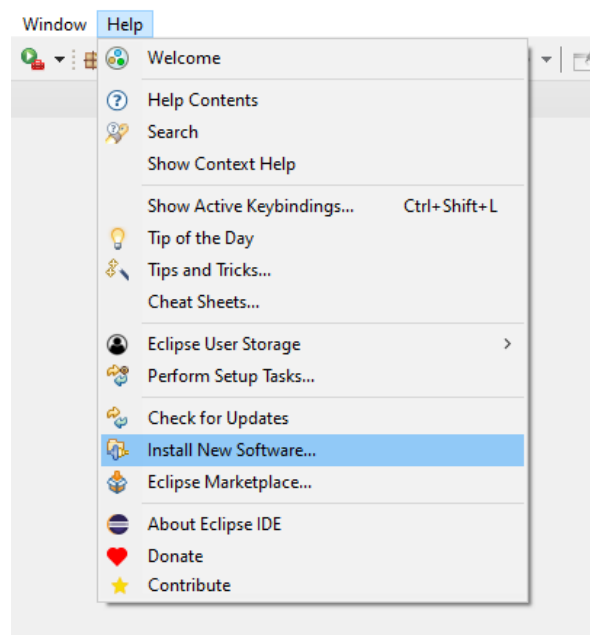 Window Help
Welcome
Help Contents
Search
Show Context Help
Show Active Keybindings... Ctrl+Shift+L
Tip of the Day
Tips and Tricks...
Cheat Sheets...
Eclipse User Storage
Perform Setup Tasks...
Check for Updates
Install New Software...
Eclipse Marketplace...
About Eclipse IDE
Donate
Contribute